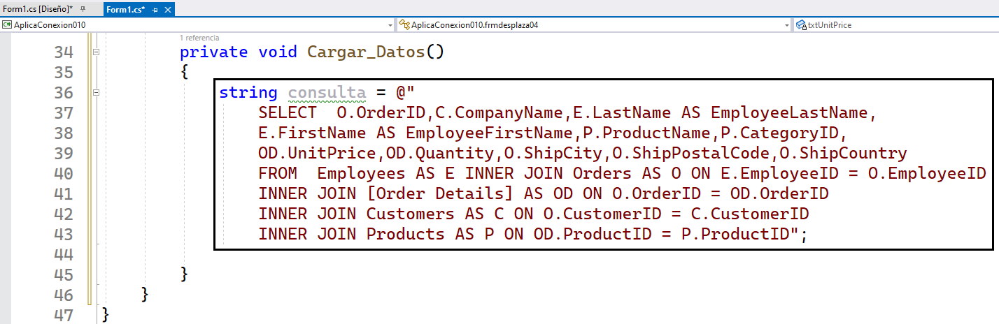 Form1.cs [Diseño]* Form1.cs*
AplicaConexion010 AplicaConexion010.frmdesplaza04 txtUnitPrice
1 referencia
34 private void Cargar_Datos()
35 {
36 string consulta = @"
37 SELECT  O.OrderID,C.CompanyName,E.LastName AS EmployeeLastName,
38 E.FirstName AS EmployeeFirstName,P.ProductName,P.CategoryID,
39 OD.UnitPrice,OD.Quantity,O.ShipCity,O.ShipPostalCode,O.ShipCountry
40 FROM  Employees AS E INNER JOIN Orders AS O ON E.EmployeeID = O.EmployeeID
41 INNER JOIN [Order Details] AS OD ON O.OrderID = OD.OrderID
42 INNER JOIN Customers AS C ON O.CustomerID = C.CustomerID
43 INNER JOIN Products AS P ON OD.ProductID = P.ProductID";
44
45 }
46 }
47 }